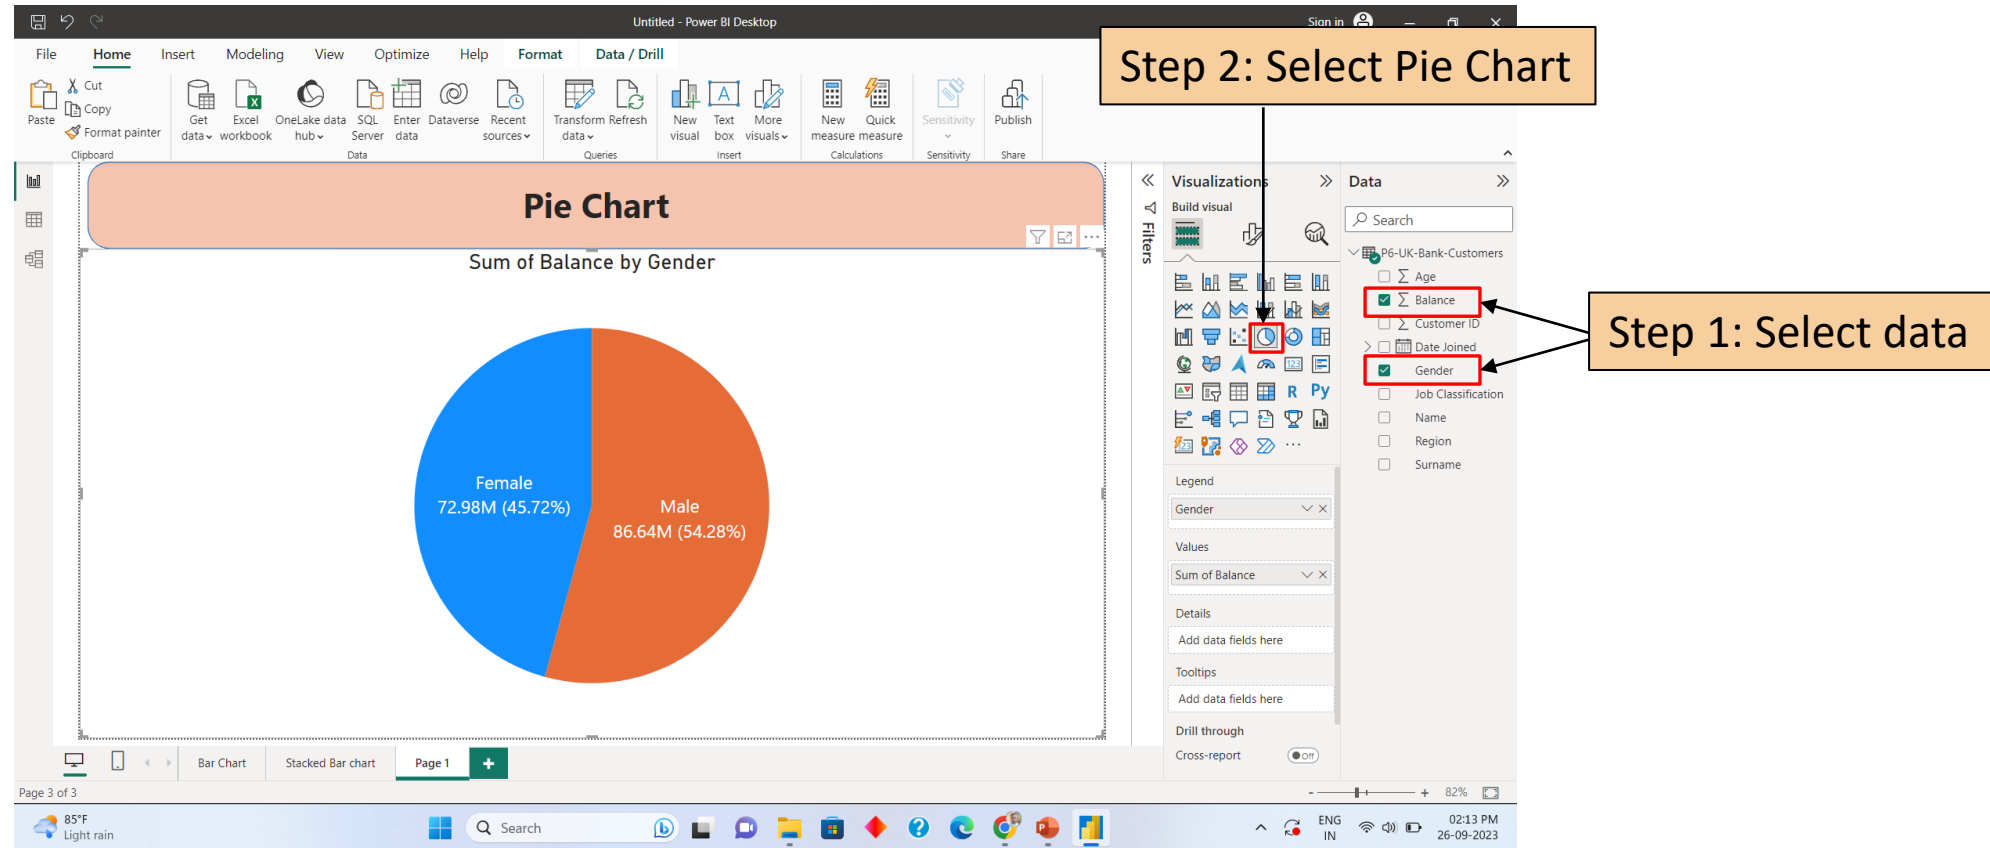 Untitled - Power BI Desktop
Sign in
File Home Insert Modeling View Optimize Help Format Data / Drill
Step 2: Select Pie Chart
Paste
Cut
Copy
Format painter
Clipboard
Get data
Excel workbook
OneLake data hub
SQL Server
Enter data
Dataverse
Recent sources
Data
Transform data
Refresh
Queries
New visual
Text box
More visuals
Insert
New measure
Quick measure
Calculations
Sensitivity
Sensitivity
Publish
Share
Pie Chart
Sum of Balance by Gender
Female
72.98M (45.72%)
Male
86.64M (54.28%)
Filters
Visualizations
Build visual
R Py
123
123
Legend
Gender
Values
Sum of Balance
Details
Add data fields here
Tooltips
Add data fields here
Drill through
Cross-report
Off
Data
Search
P6-UK-Bank-Customers
Age
Balance
Customer ID
Date Joined
Gender
Job Classification
Name
Region
Surname
Step 1: Select data
Bar Chart
Stacked Bar chart
Page 1
Page 3 of 3
82%
85°F
Light rain
Search
ENG
IN
02:13 PM
26-09-2023